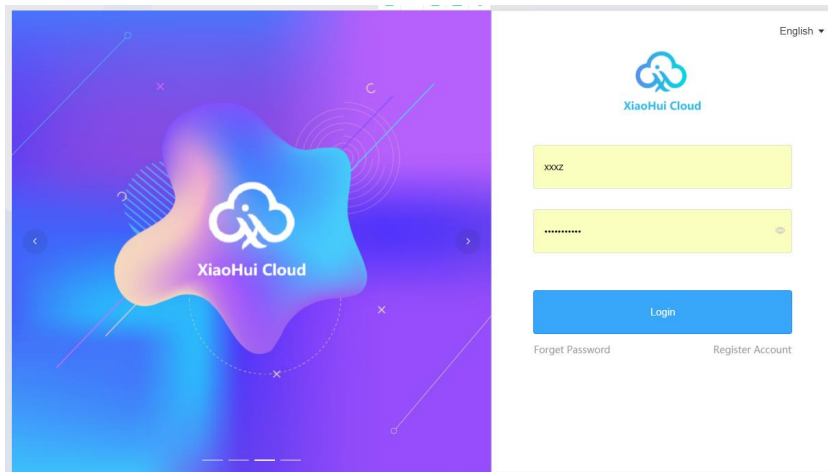 XiaoHui Cloud
English
XiaoHui Cloud
xxxz
•••••••••••
Login
Forget Password
Register Account